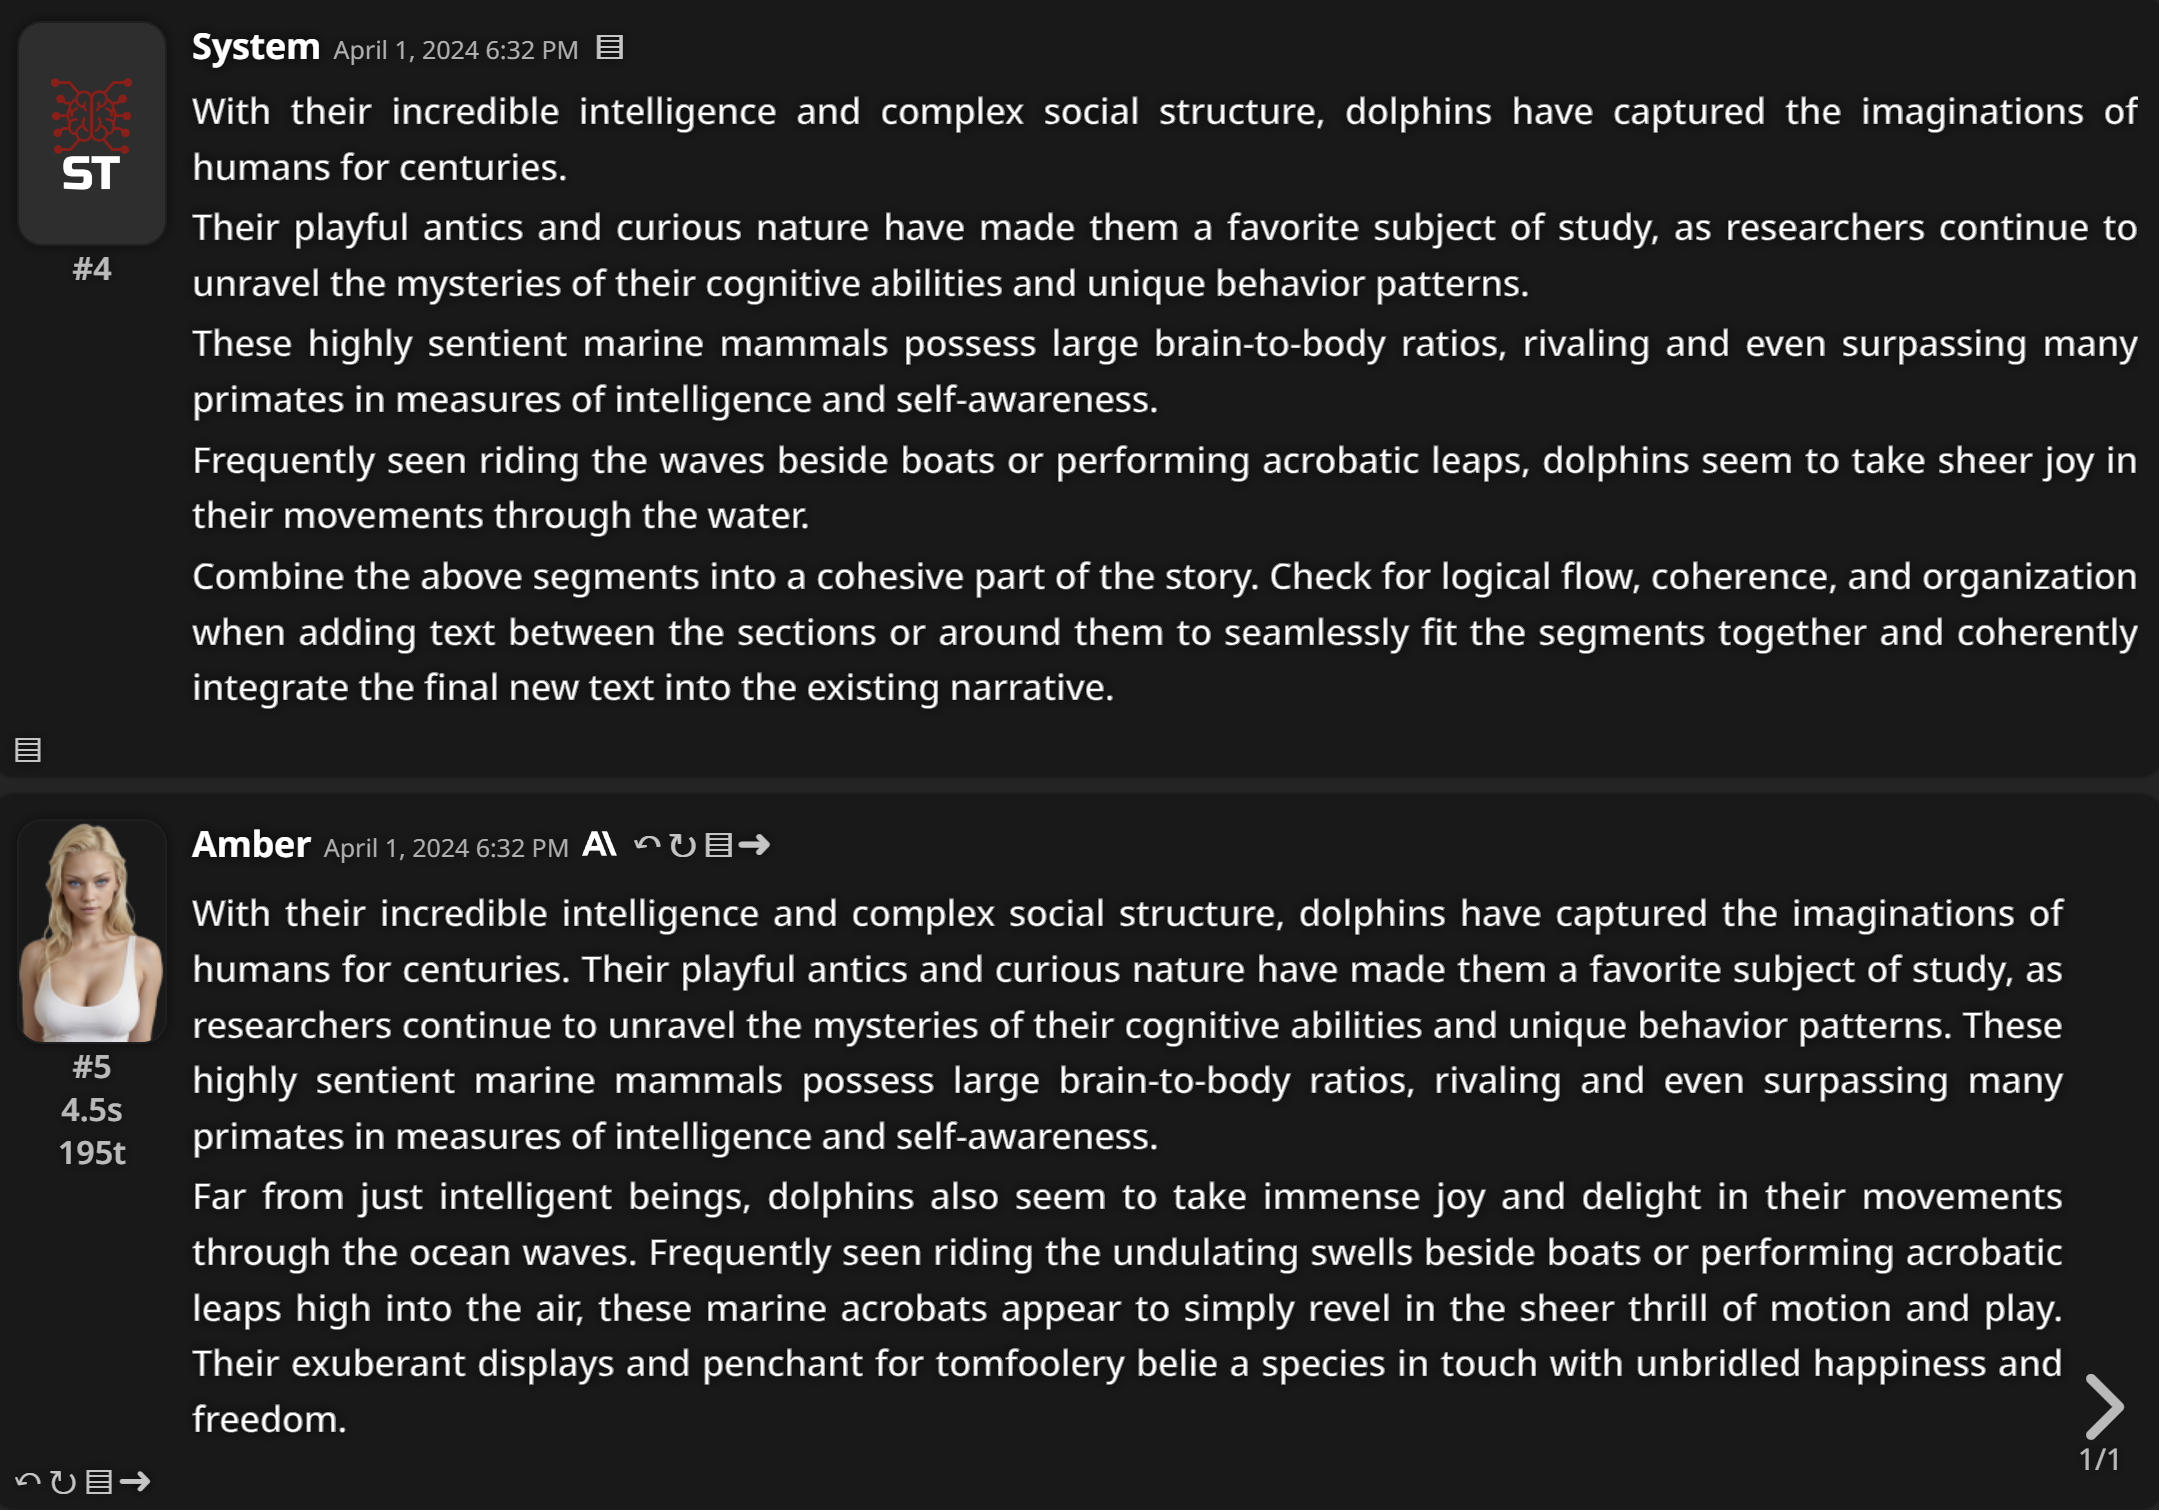 System April 1, 2024 6:32 PM
ST
#4
With their incredible intelligence and complex social structure, dolphins have captured the imaginations of
humans for centuries.
Their playful antics and curious nature have made them a favorite subject of study, as researchers continue to
unravel the mysteries of their cognitive abilities and unique behavior patterns.
These highly sentient marine mammals possess large brain-to-body ratios, rivaling and even surpassing many
primates in measures of intelligence and self-awareness.
Frequently seen riding the waves beside boats or performing acrobatic leaps, dolphins seem to take sheer joy in
their movements through the water.
Combine the above segments into a cohesive part of the story. Check for logical flow, coherence, and organization
when adding text between the sections or around them to seamlessly fit the segments together and coherently
integrate the final new text into the existing narrative.
Amber April 1, 2024 6:32 PM A\
#5
4.5s
195t
With their incredible intelligence and complex social structure, dolphins have captured the imaginations of
humans for centuries. Their playful antics and curious nature have made them a favorite subject of study, as
researchers continue to unravel the mysteries of their cognitive abilities and unique behavior patterns. These
highly sentient marine mammals possess large brain-to-body ratios, rivaling and even surpassing many
primates in measures of intelligence and self-awareness.
Far from just intelligent beings, dolphins also seem to take immense joy and delight in their movements
through the ocean waves. Frequently seen riding the undulating swells beside boats or performing acrobatic
leaps high into the air, these marine acrobats appear to simply revel in the sheer thrill of motion and play.
Their exuberant displays and penchant for tomfoolery belie a species in touch with unbridled happiness and
freedom.
1/1